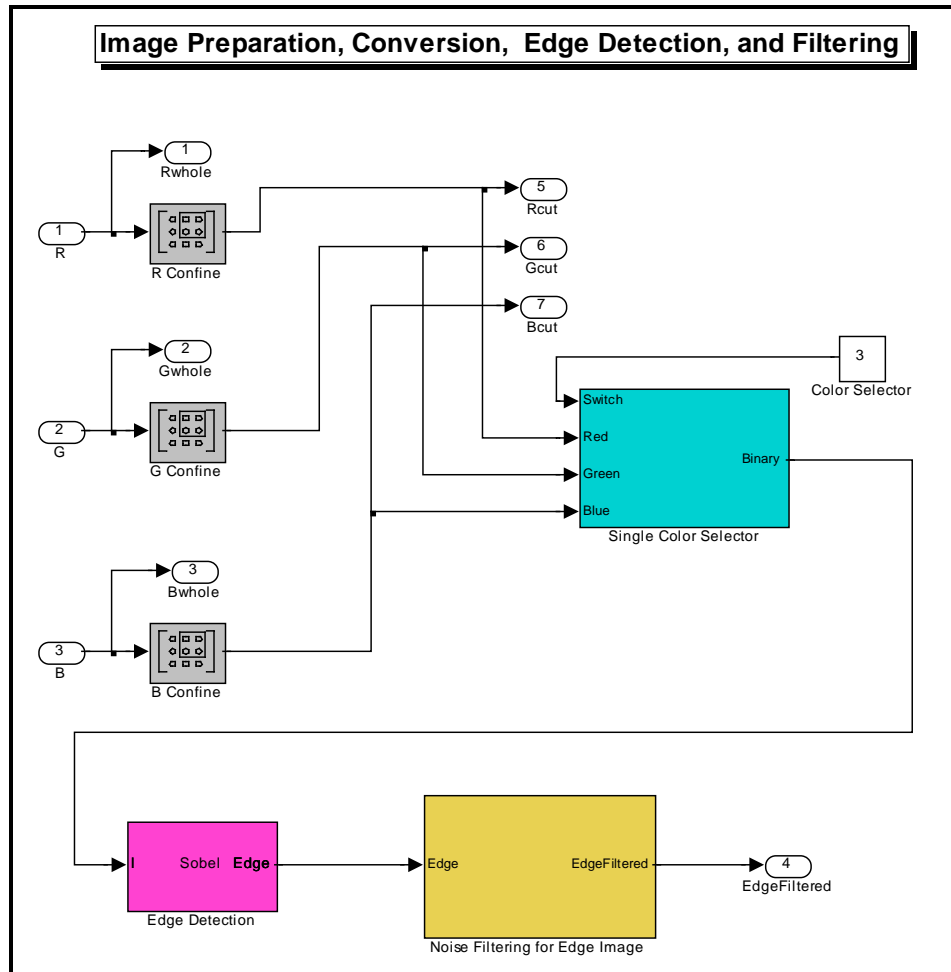 Image Preparation, Conversion,  Edge Detection, and Filtering
1
Rwhole
1
R
R Confine
5
Rcut
6
Gcut
7
Bcut
2
Gwhole
2
G
G Confine
3
Color Selector
Switch
Red
Green
Blue
Binary
Single Color Selector
3
Bwhole
3
B
B Confine
I
Sobel
Edge
Edge Detection
Edge
EdgeFiltered
Noise Filtering for Edge Image
4
EdgeFiltered